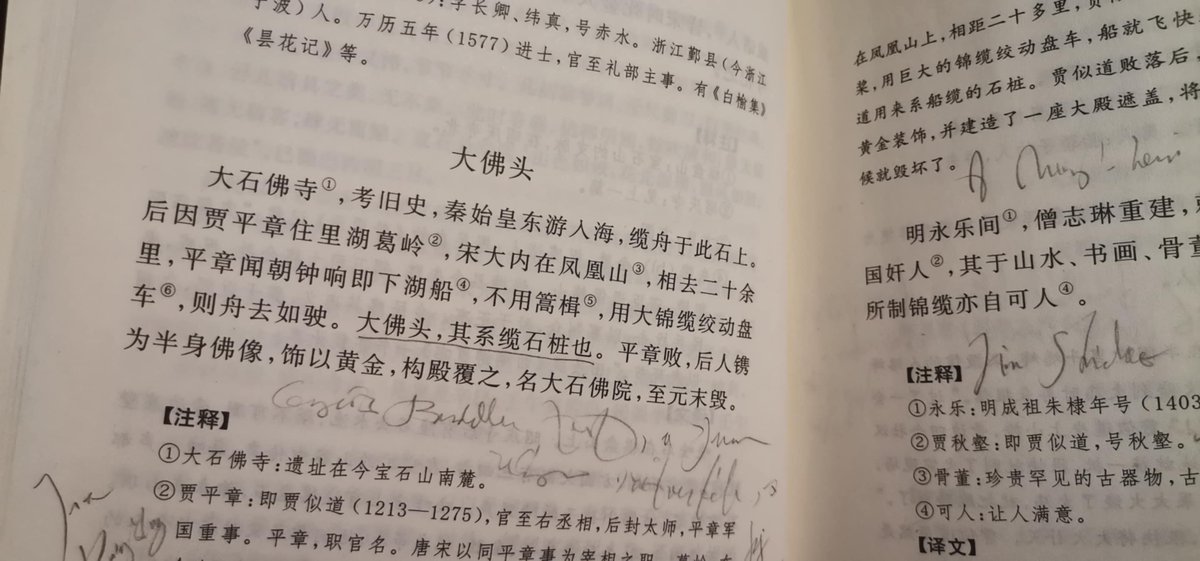 ；字长卿、纬真，号赤水。浙江鄞县（今浙江
宁波）人。万历五年（1577）进士，官至礼部主事。有《白榆集》
《昙花记》等。
大佛头
大石佛寺①，考旧史，秦始皇东游入海，缆舟于此石上。
后因贾平章住里湖葛岭②，宋大内在凤凰山③，相去二十余
里，平章闻朝钟响即下湖船④，不用篙楫⑤，用大锦缆绞动盘
车⑥，则舟去如驶。大佛头，其系缆石桩也。平章败，后人镌
为半身佛像，饰以黄金，构殿覆之，名大石佛院，至元末毁。
【注释】
①大石佛寺：遗址在今宝石山南麓。
②贾平章：即贾似道（1213—1275），官至右丞相，后封太师，平章军
国重事。平章，职官名。唐宋以同平章事为宰相之职。
在凤凰山上，相距二十多里，贾
桨，用巨大的锦缆绞动盘车，船就飞快
道用来系船缆的石桩。贾似道败落后，
黄金装饰，并建造了一座大殿遮盖，将
候就毁坏了。
明永乐间①，僧志琳重建，
国奸人②，其于山水、书画、骨董
所制锦缆亦自可人④。
【注释】
①永乐：明成祖朱棣年号（1403
②贾秋壑：即贾似道，号秋壑。
③骨董：珍贵罕见的古器物，古
④可人：让人满意。
【译文】